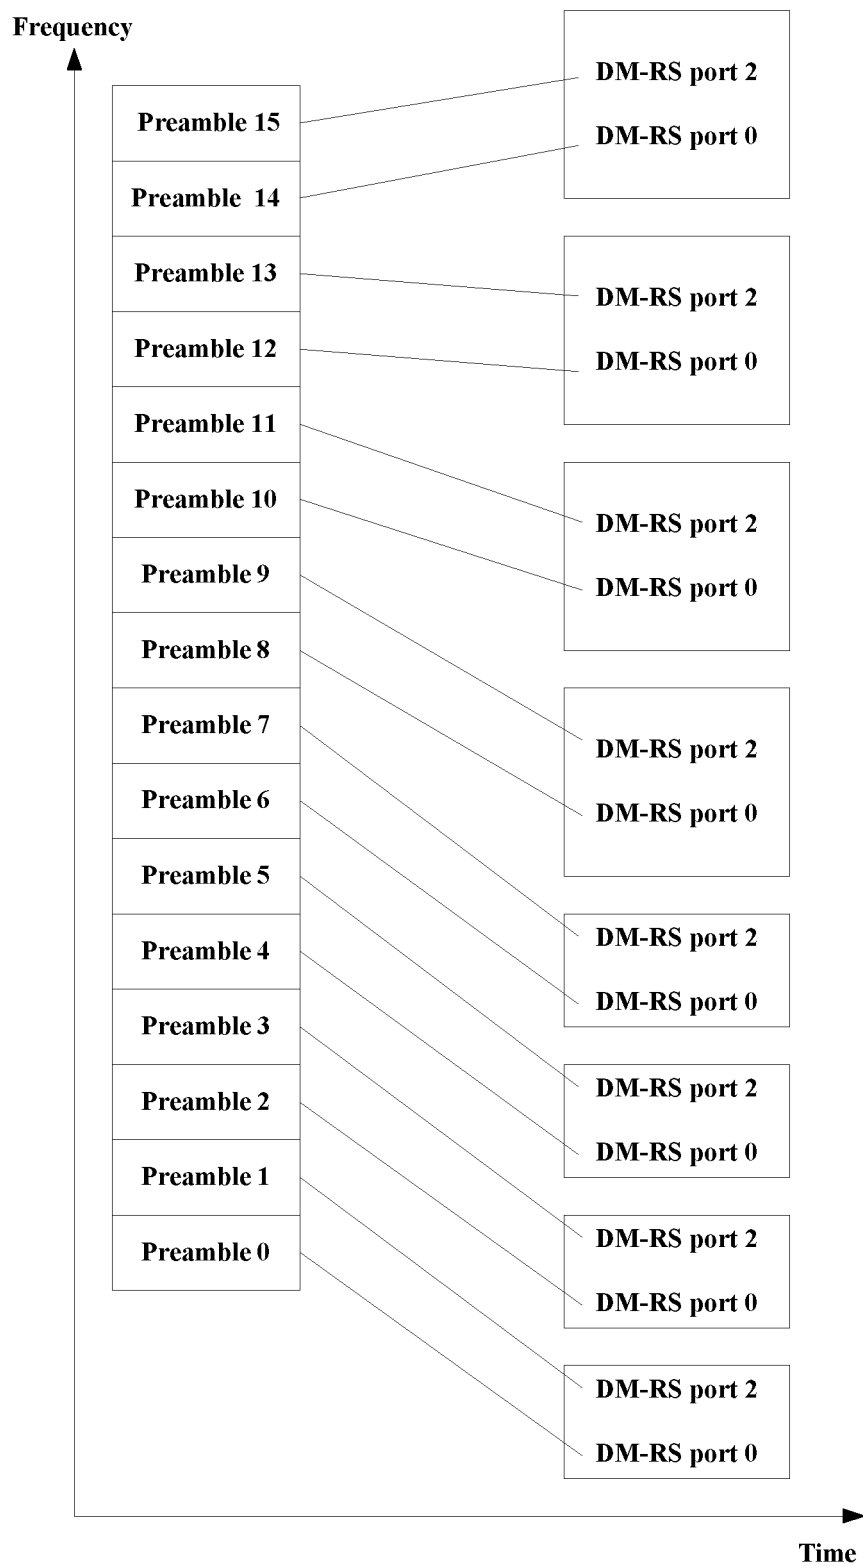 Frequency
Preamble 15
Preamble 14
Preamble 13
Preamble 12
Preamble 11
Preamble 10
Preamble 9
Preamble 8
Preamble 7
Preamble 6
Preamble 5
Preamble 4
Preamble 3
Preamble 2
Preamble 1
Preamble 0
DM-RS port 2
DM-RS port 0
DM-RS port 2
DM-RS port 0
DM-RS port 2
DM-RS port 0
DM-RS port 2
DM-RS port 0
DM-RS port 2
DM-RS port 0
DM-RS port 2
DM-RS port 0
DM-RS port 2
DM-RS port 0
DM-RS port 2
DM-RS port 0
Time